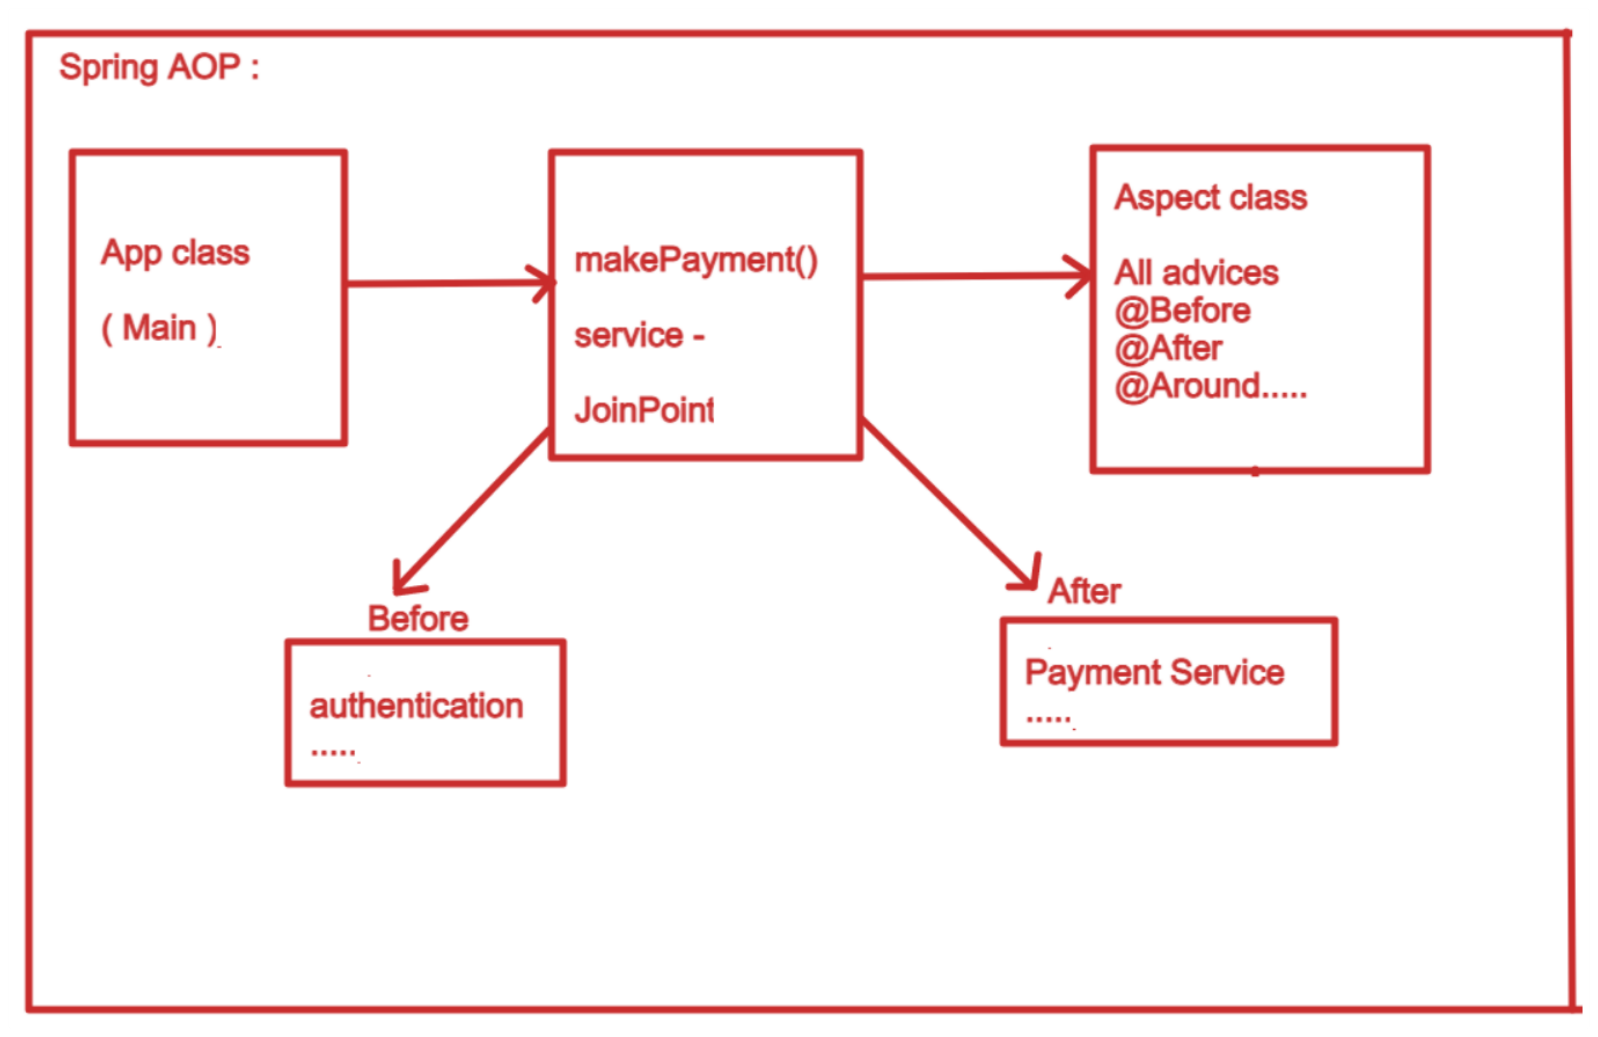 Spring AOP :
App class
( Main )
makePayment()
service -
JoinPoint
Aspect class
All advices
@Before
@After
@Around.....
Before
authentication
.....
After
Payment Service
.....